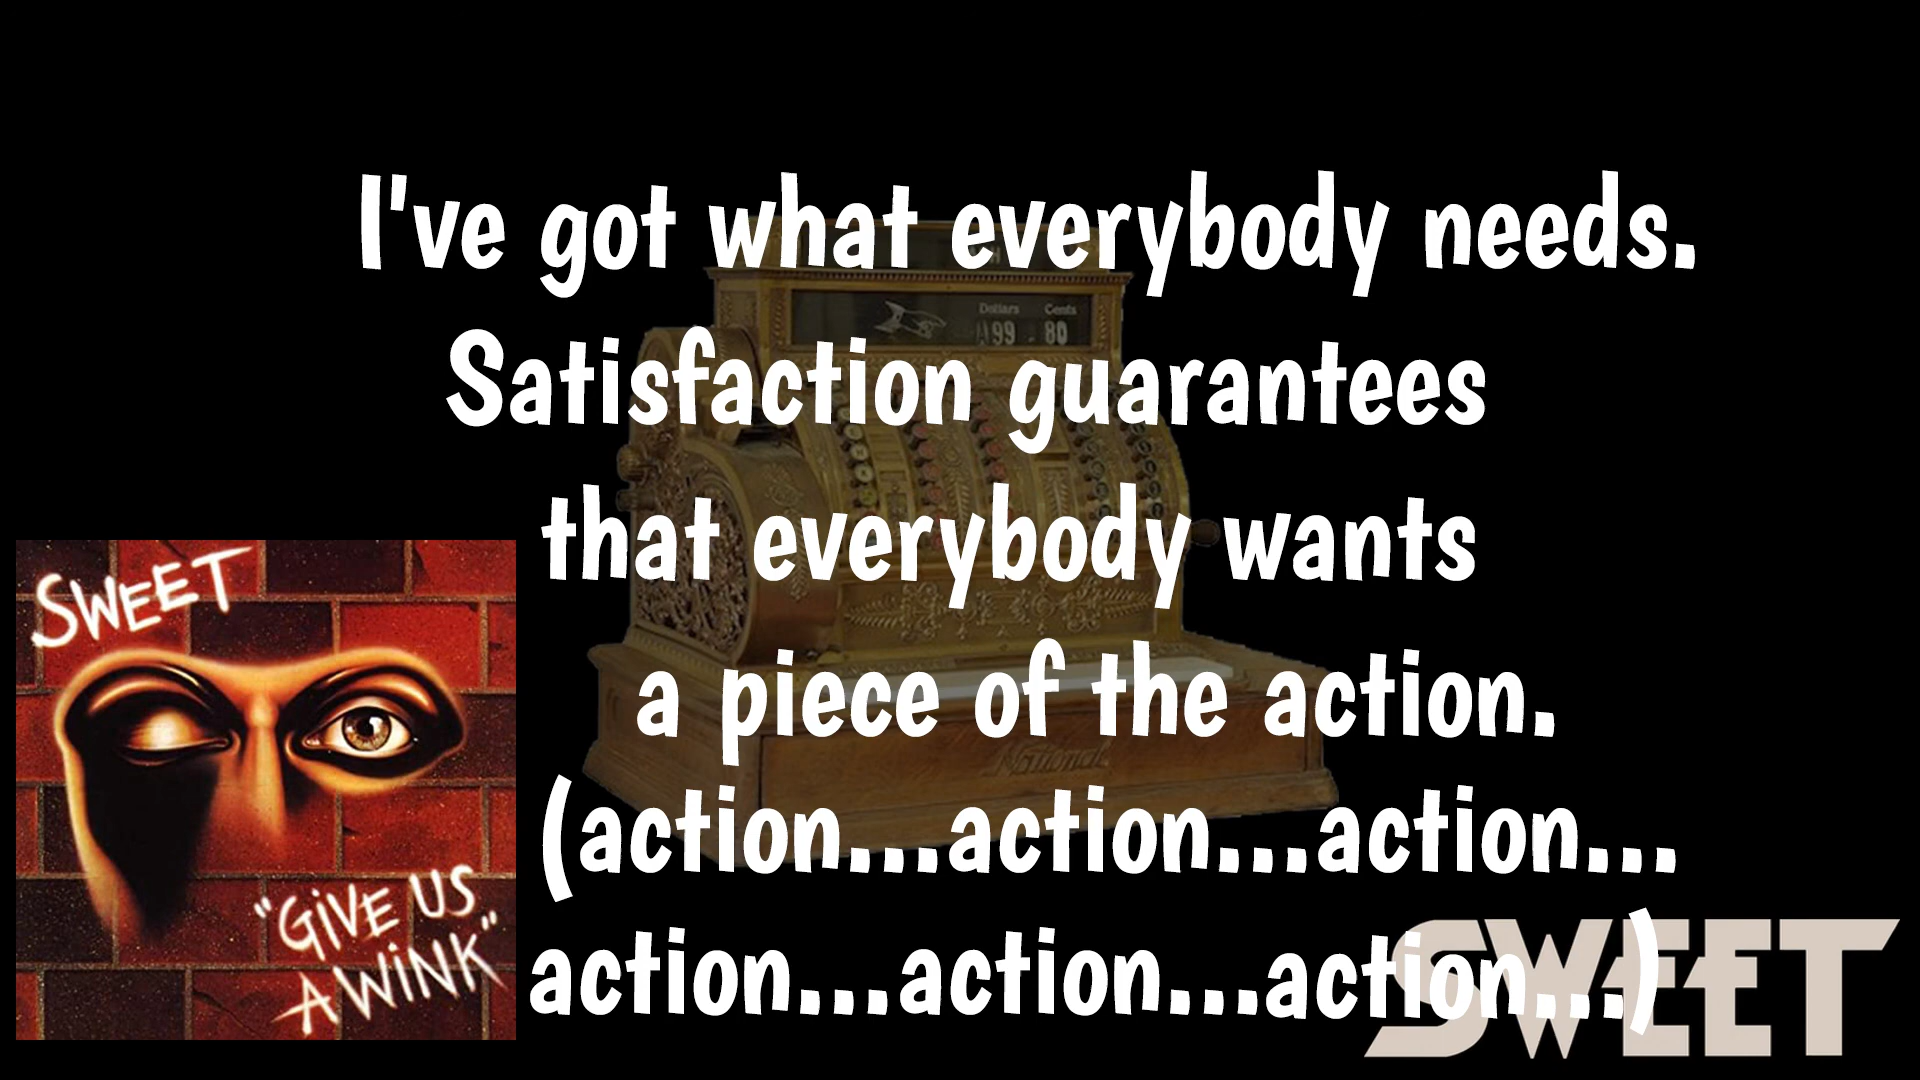 I've got what everybody needs.
Dollars Cents
99 80
Satisfaction guarantees
that everybody wants
a piece of the action.
National
(action...action...action...
action...action...action...)
SWEET
"GiVE US
A WiNK"
SWEET